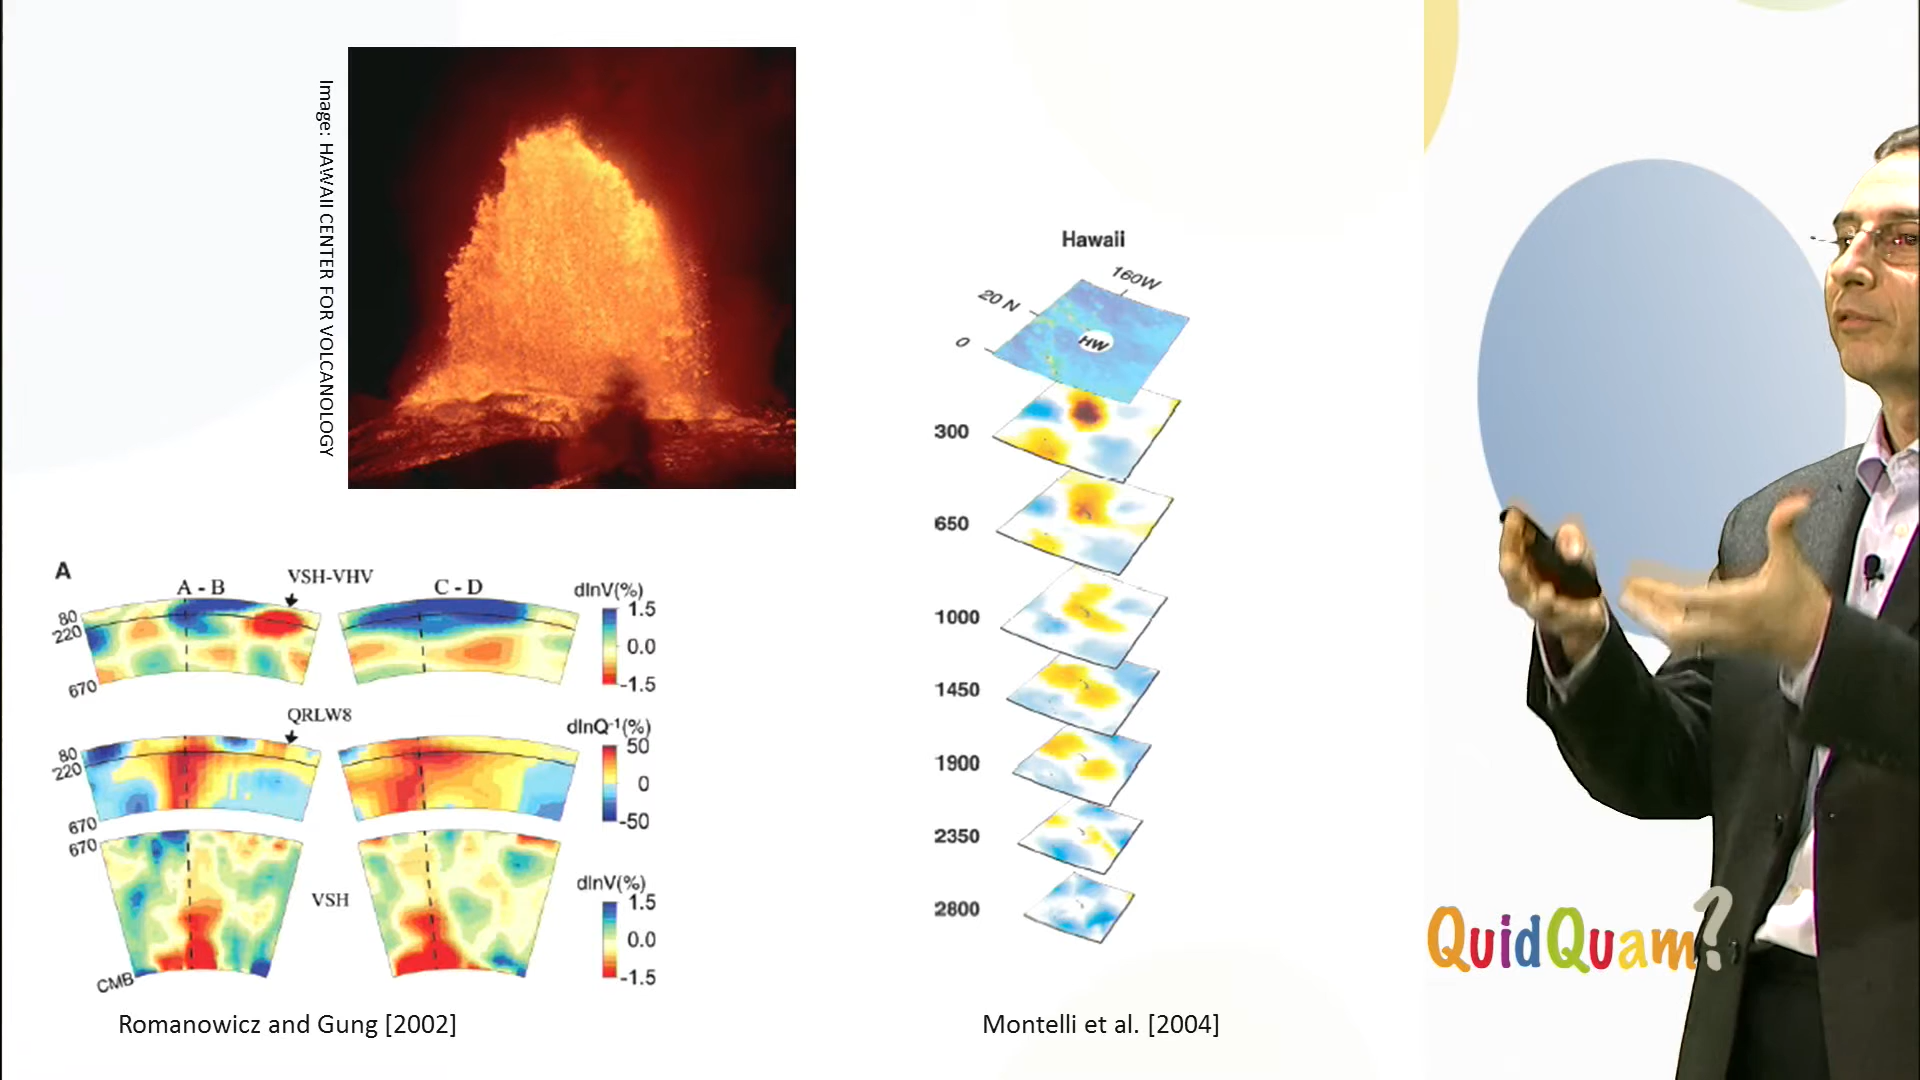 Image: HAWAII CENTER FOR VOLCANOLOGY
A
A - B
VSH-VHV
C - D
dlnV(%)
80
220
670
1.5
0.0
-1.5
QRLW8
dlnQ⁻¹(%)
80
220
670
50
0
-50
670
VSH
CMB
dlnV(%)
1.5
0.0
-1.5
Romanowicz and Gung [2002]
Hawaii
160W
20 N
0
HW
300
650
1000
1450
1900
2350
2800
Montelli et al. [2004]
QuidQuam?